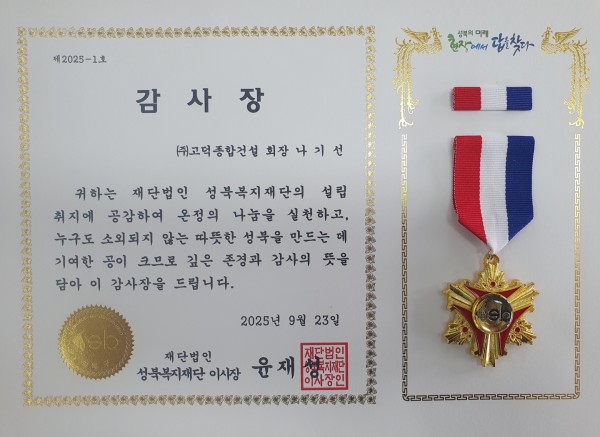 제2025-1호
감사장
㈜고덕종합건설 회장 나기선
귀하는 재단법인 성북복지재단의 설립
취지에 공감하여 온정의 나눔을 실천하고,
누구도 소외되지 않는 따뜻한 성북을 만드는 데
기여한 공이 크므로 깊은 존경과 감사의 뜻을
담아 이 감사장을 드립니다.
2025년 9월 23일
재단법인
성북복지재단 이사장 윤재성
재단법인
성북복지재단
이사장인
sb
성북의 미래
현장에서 답을 찾다
sb